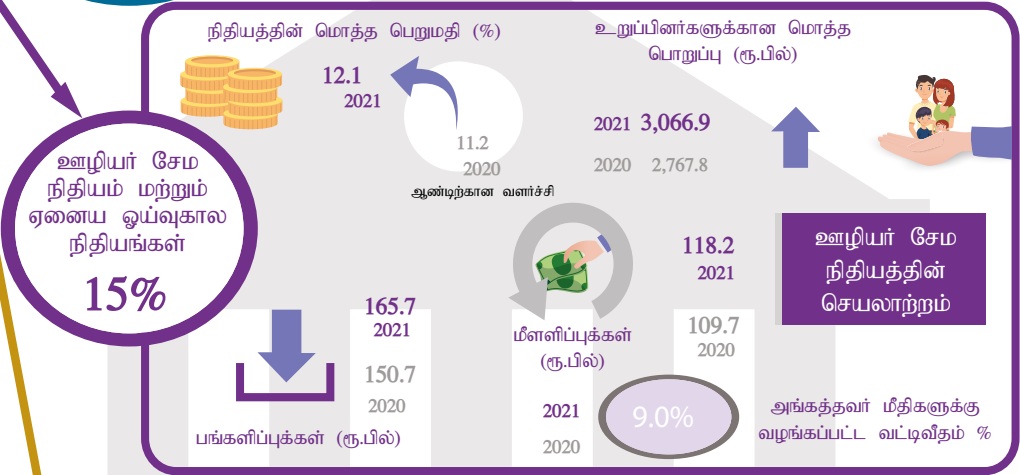 நிதியத்தின் மொத்த பெறுமதி (%)
12.1
2021
11.2
2020
ஆண்டிற்கான வளர்ச்சி
உறுப்பினர்களுக்கான மொத்த
பொறுப்பு (ரூ.பில்)
2021 3,066.9
2020 2,767.8
ஊழியர் சேம
நிதியம் மற்றும்
ஏனைய ஓய்வுகால
நிதியங்கள்
15%
118.2
2021
109.7
2020
மீளளிப்புக்கள்
(ரூ.பில்)
ஊழியர் சேம
நிதியத்தின்
செயலாற்றம்
165.7
2021
150.7
2020
பங்களிப்புக்கள் (ரூ.பில்)
2021
2020
9.0%
அங்கத்தவர் மீதிகளுக்கு
வழங்கப்பட்ட வட்டிவீதம் %